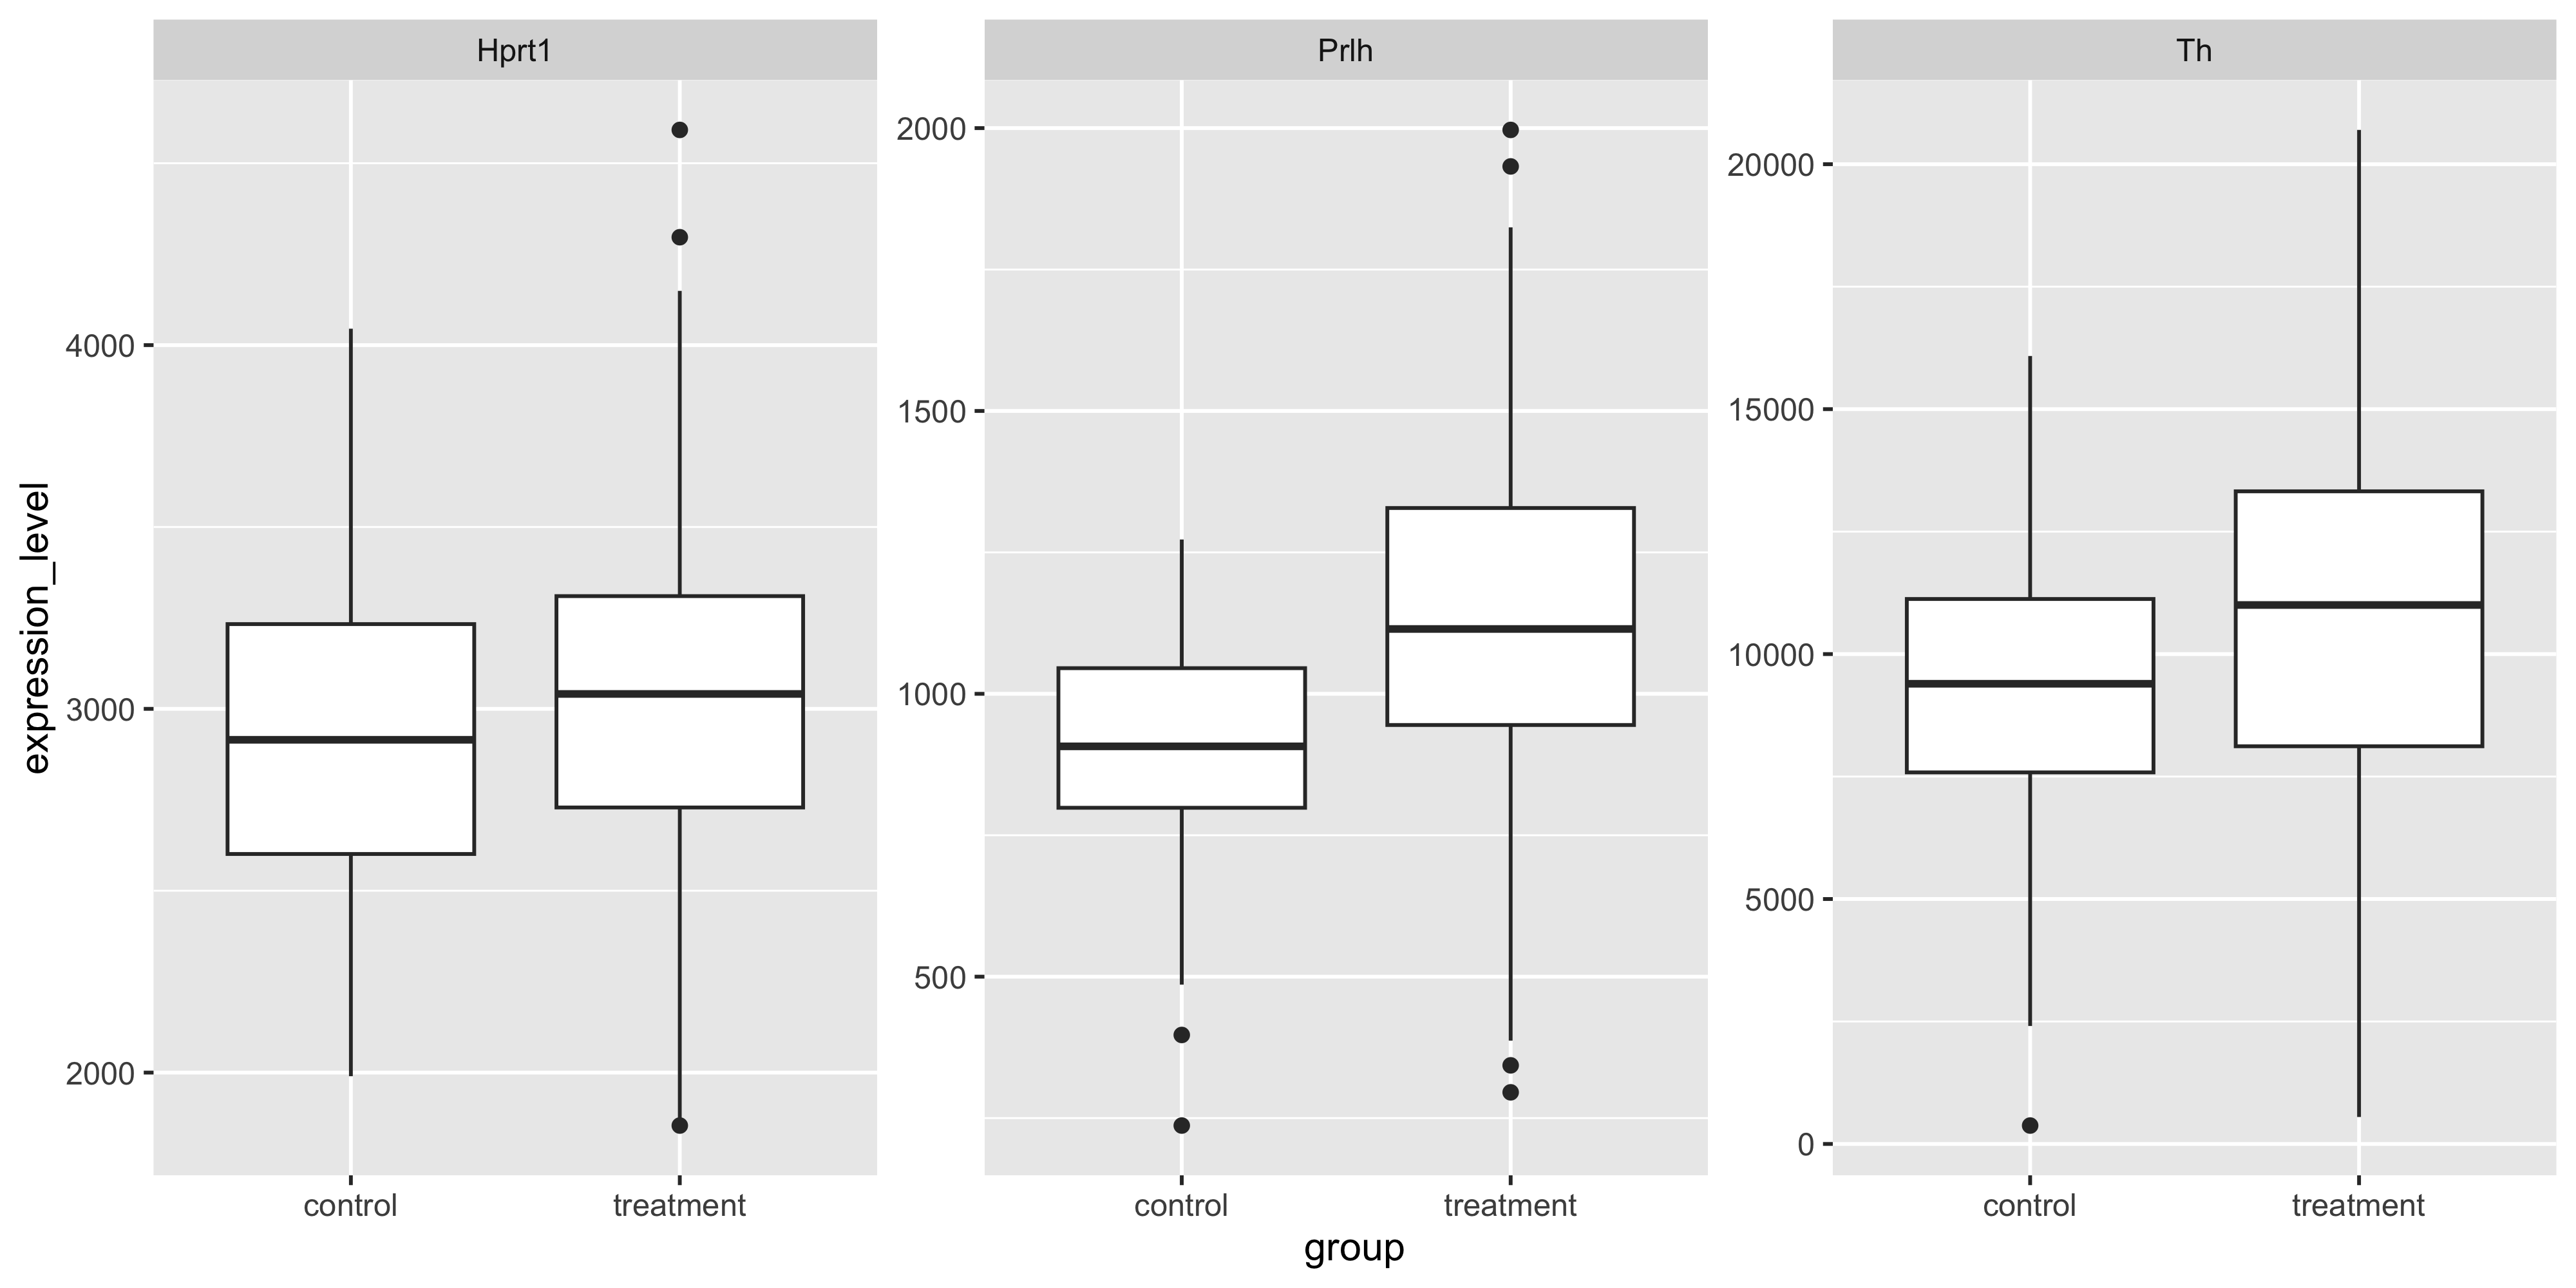 Hprt1
Prlh
Th
expression_level
4000
3000
2000
2000
1500
1000
500
20000
15000
10000
5000
0
control
treatment
control
treatment
control
treatment
group